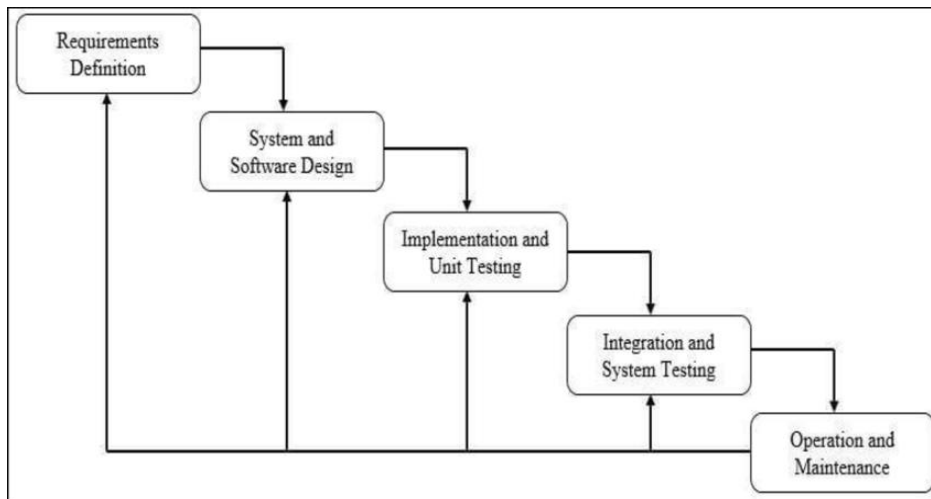 Requirements
Definition
System and
Software Design
Implementation and
Unit Testing
Integration and
System Testing
Operation and
Maintenance